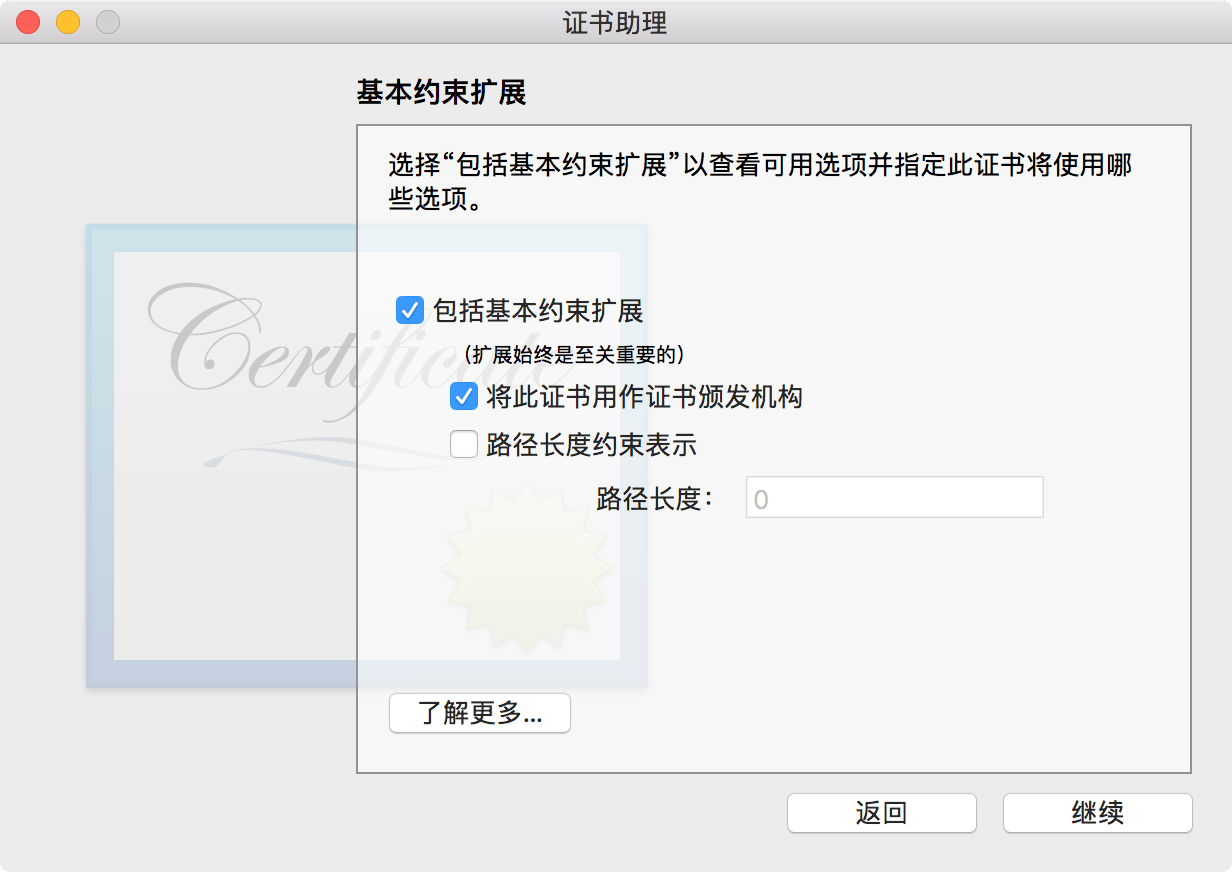 证书助理
基本约束扩展
选择“包括基本约束扩展”以查看可用选项并指定此证书将使用哪
些选项。
Certificate
包括基本约束扩展
(扩展始终是至关重要的)
将此证书用作证书颁发机构
路径长度约束表示
路径长度: 0
了解更多...
返回 继续